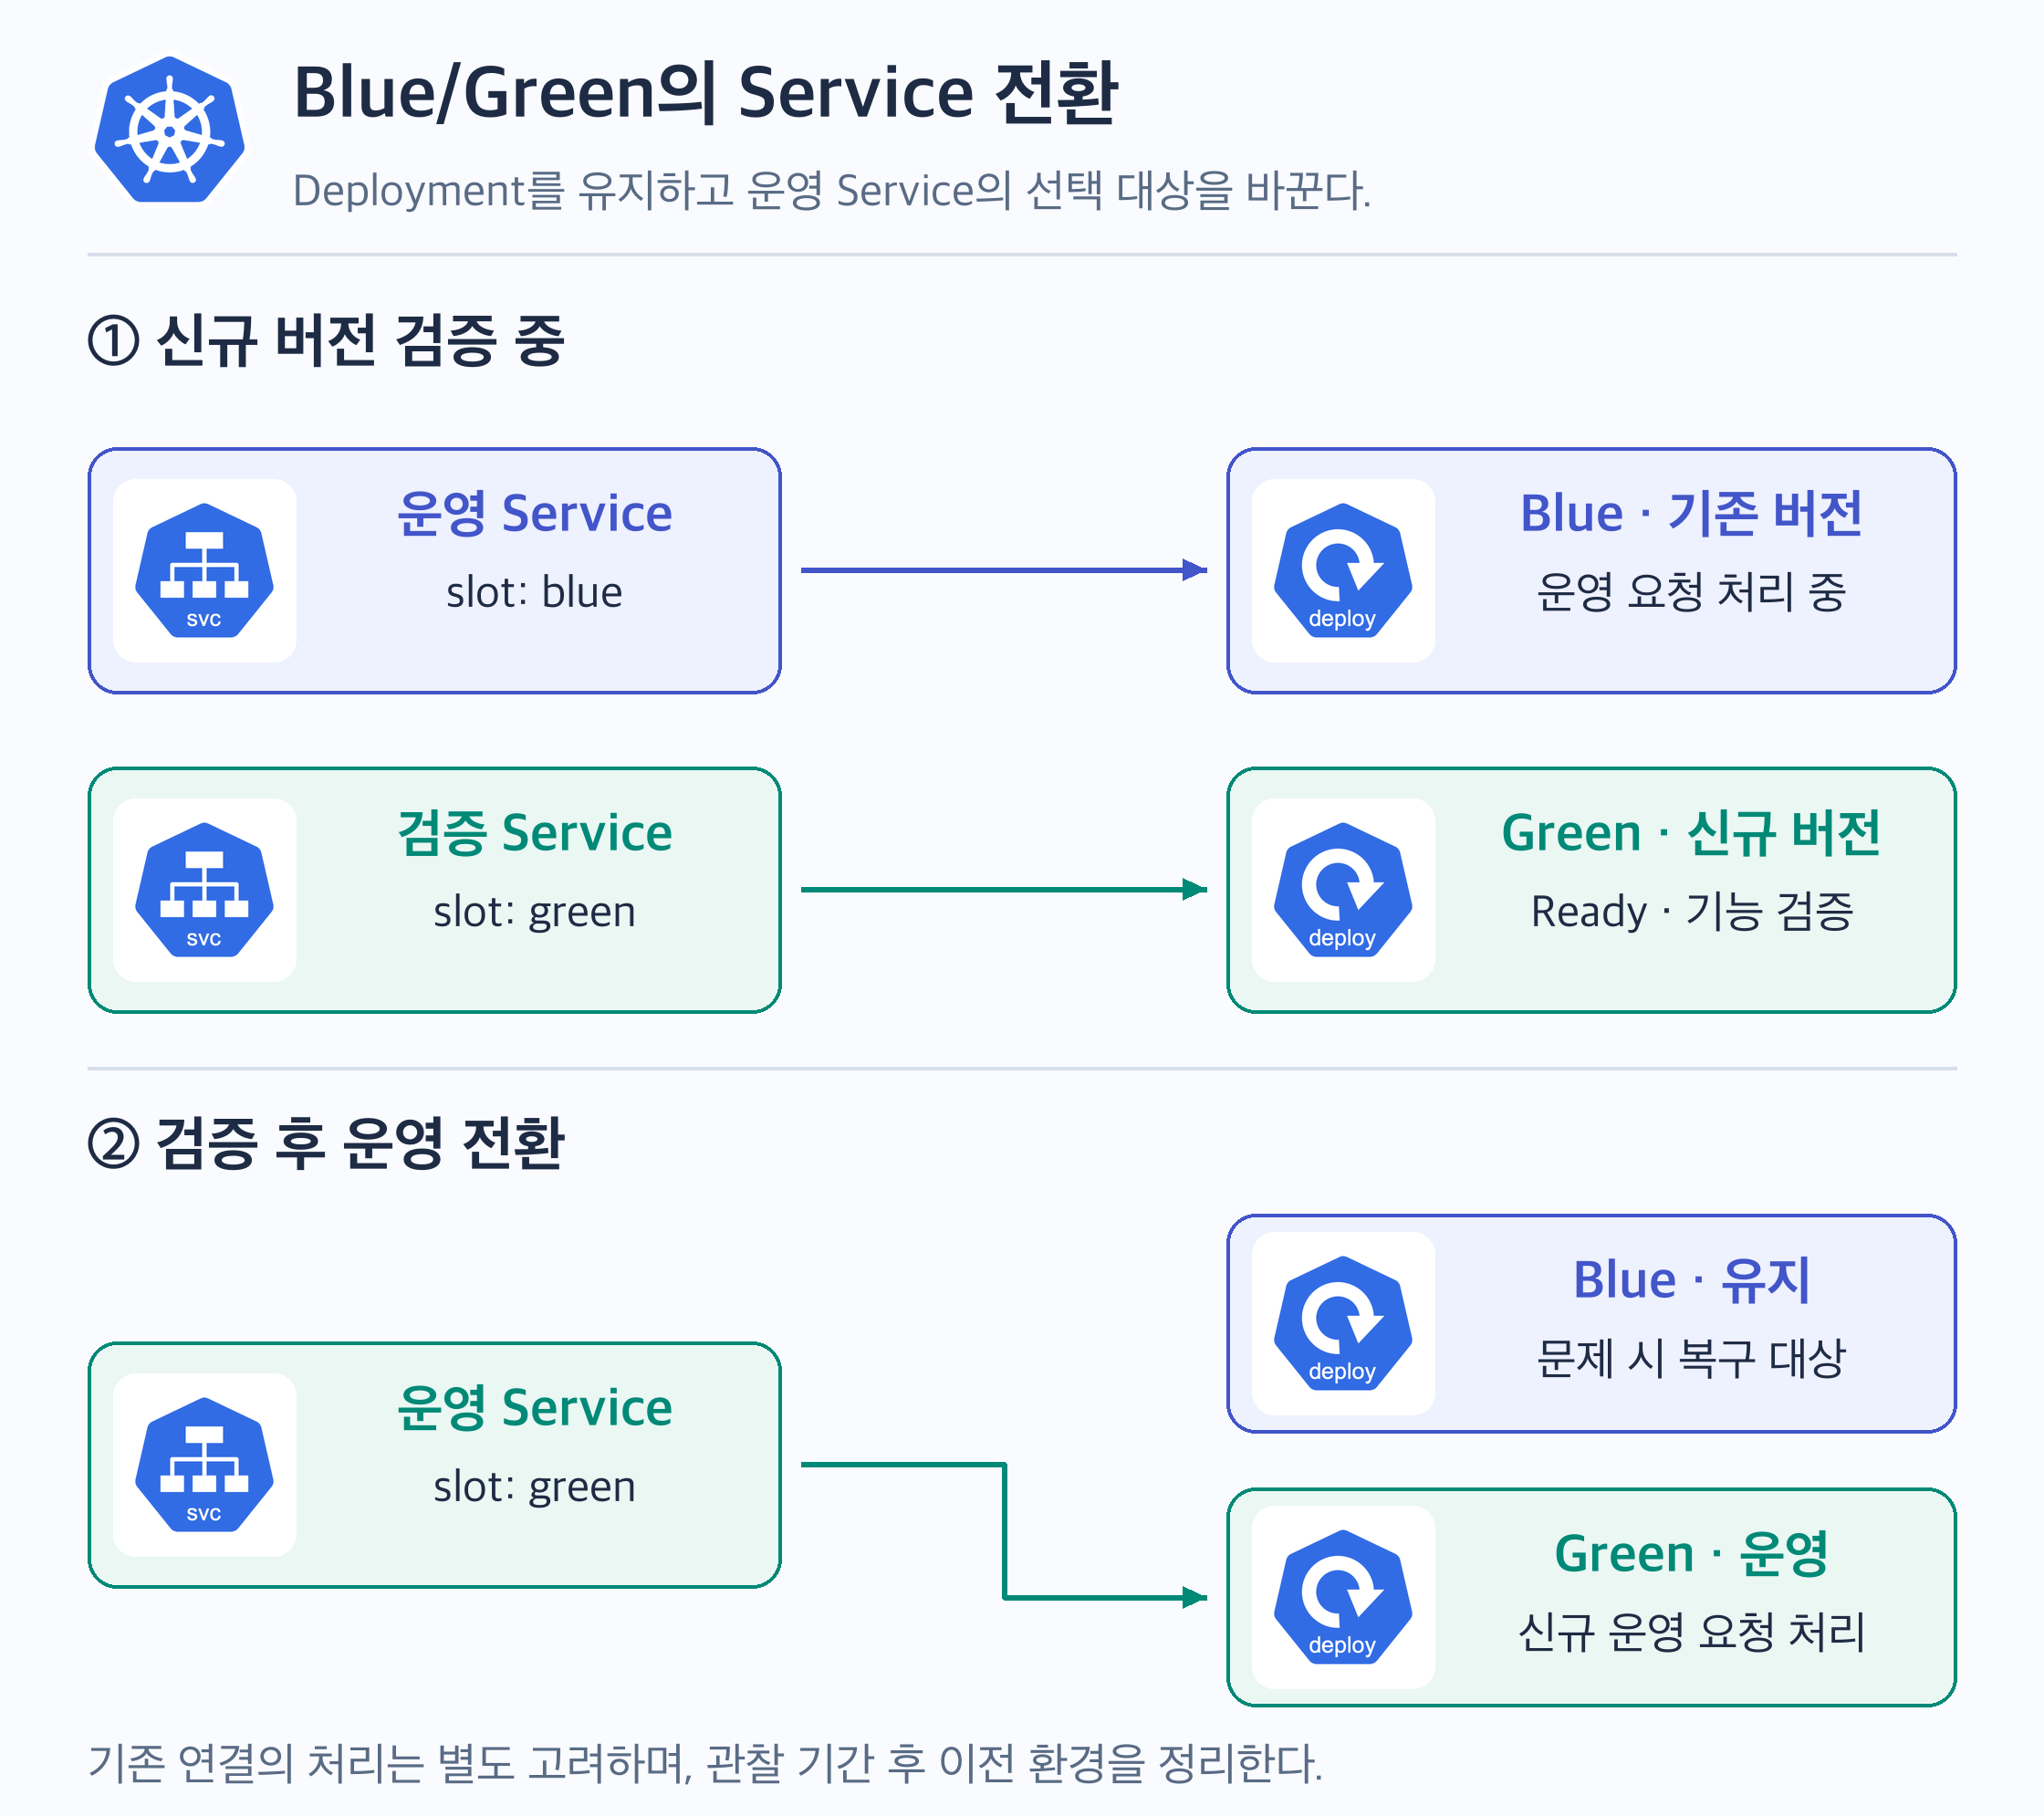 Blue/Green의 Service 전환
Deployment를 유지하고 운영 Service의 선택 대상을 바꾼다.
① 신규 버전 검증 중
운영 Service
slot: blue
svc
Blue · 기존 버전
운영 요청 처리 중
deploy
검증 Service
slot: green
svc
Green · 신규 버전
Ready · 기능 검증
deploy
② 검증 후 운영 전환
Blue · 유지
문제 시 복구 대상
deploy
운영 Service
slot: green
svc
Green · 운영
신규 운영 요청 처리
deploy
기존 연결의 처리는 별도 고려하며, 관찰 기간 후 이전 환경을 정리한다.